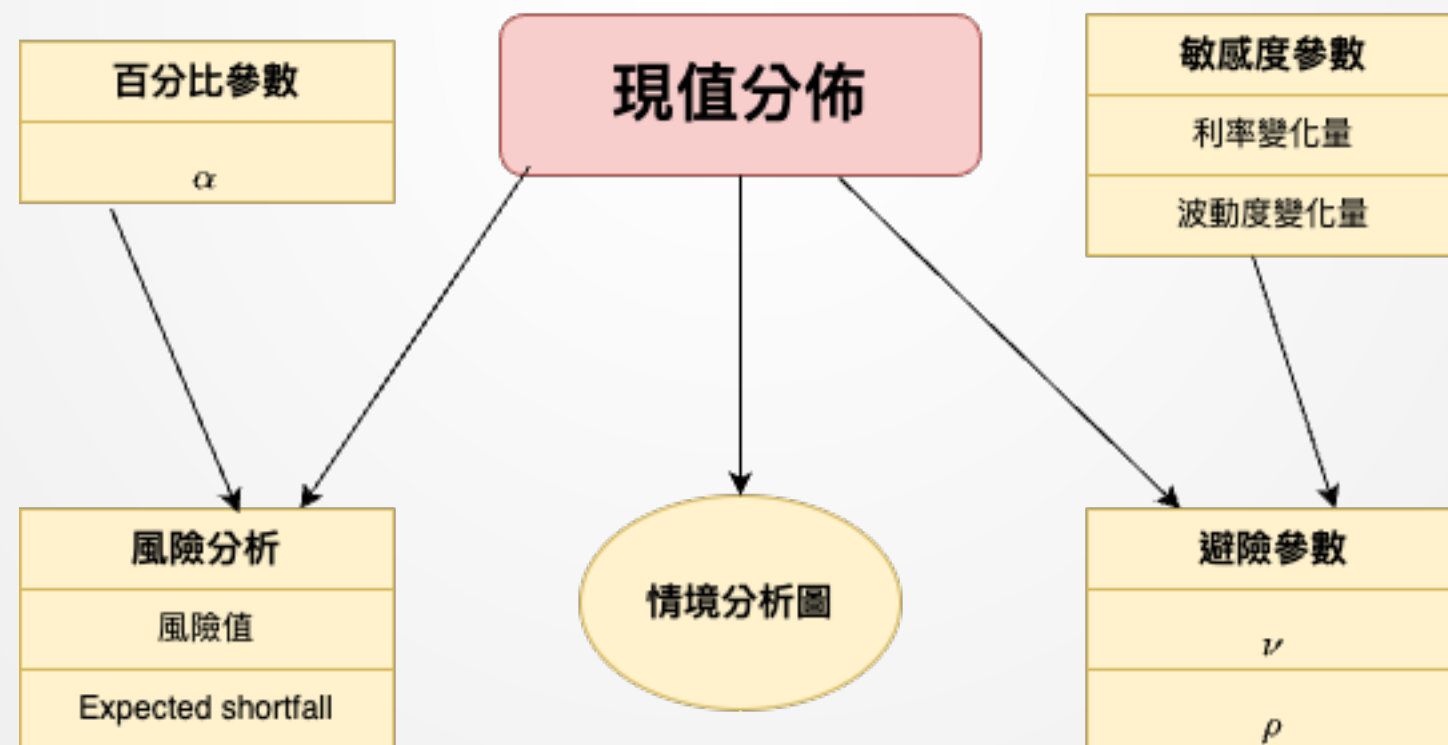 百分比參數
α
現值分佈
敏感度參數
利率變化量
波動度變化量
風險分析
風險值
Expected shortfall
情境分析圖
避險參數
ν
ρ